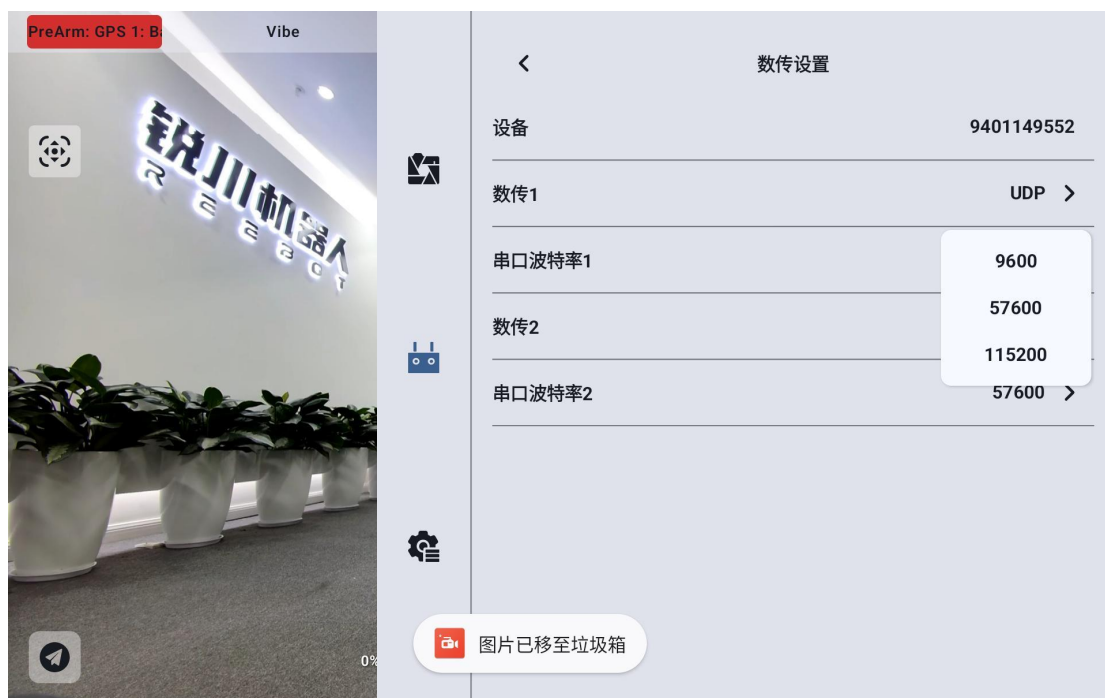 PreArm: GPS 1: Ba
Vibe
锐川机器人
数传设置
设备
9401149552
数传1
UDP
串口波特率1
9600
57600
数传2
115200
串口波特率2
57600
0%
图片已移至垃圾箱